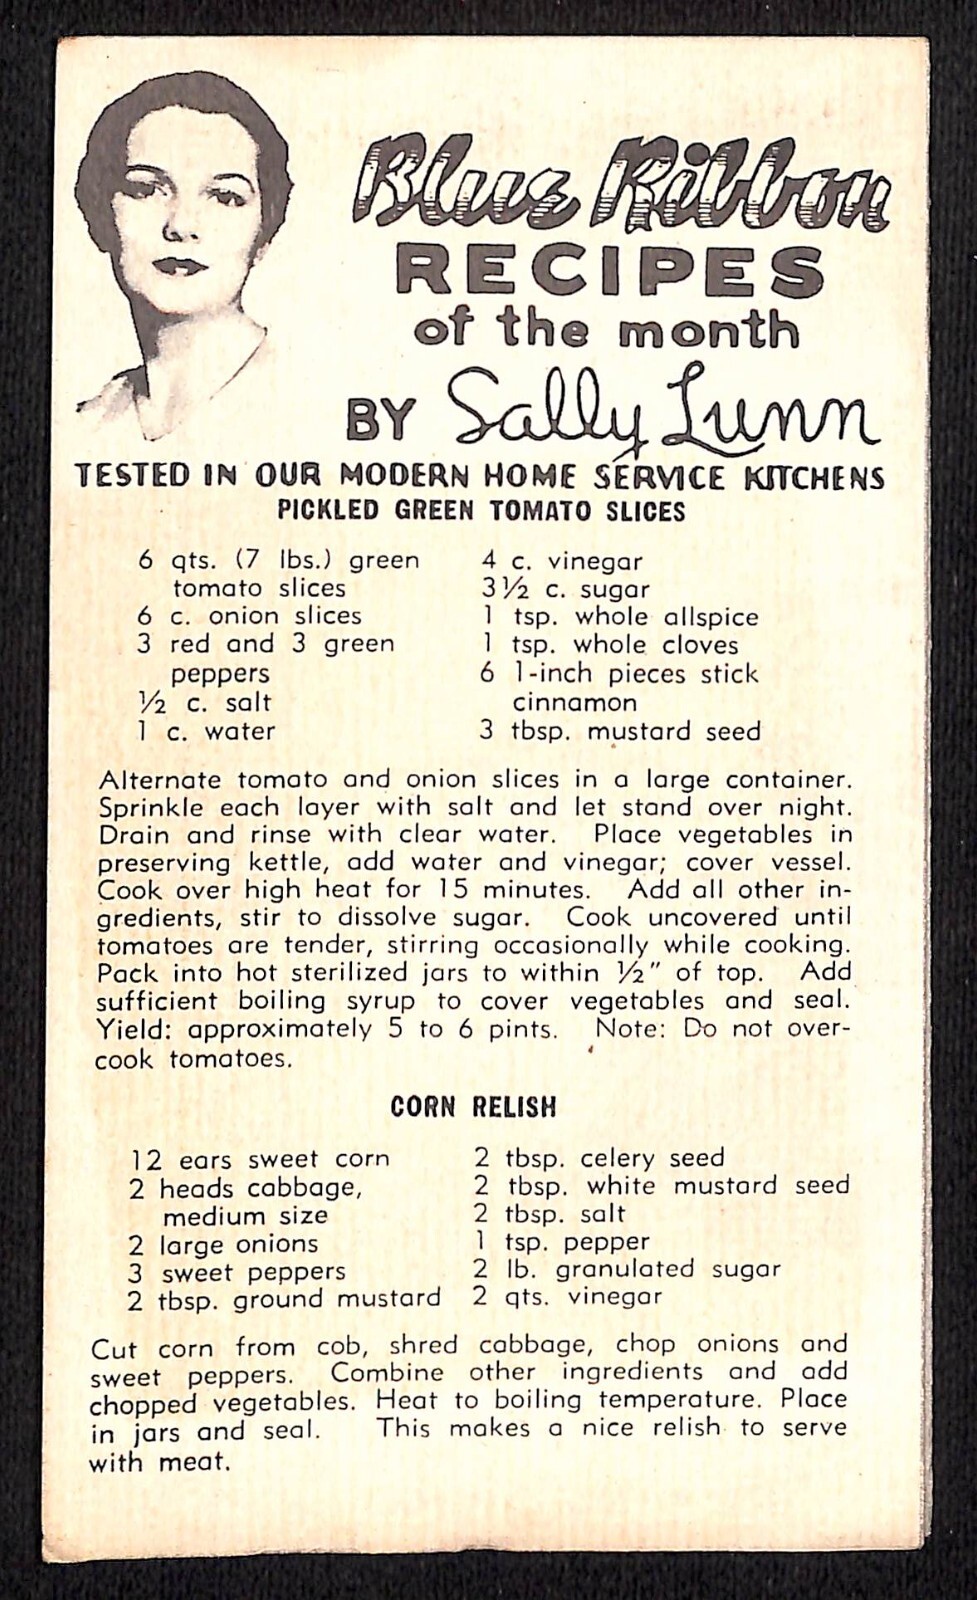 Blue Ribbon
RECIPES
of the month
BY Sally Lunn
TESTED IN OUR MODERN HOME SERVICE KITCHENS
PICKLED GREEN TOMATO SLICES
6 qts. (7 lbs.) green
tomato slices
6 c. onion slices
3 red and 3 green
peppers
½ c. salt
1 c. water
4 c. vinegar
3½ c. sugar
1 tsp. whole allspice
1 tsp. whole cloves
6 1-inch pieces stick
cinnamon
3 tbsp. mustard seed
Alternate tomato and onion slices in a large container.
Sprinkle each layer with salt and let stand over night.
Drain and rinse with clear water. Place vegetables in
preserving kettle, add water and vinegar; cover vessel.
Cook over high heat for 15 minutes. Add all other in-
gredients, stir to dissolve sugar. Cook uncovered until
tomatoes are tender, stirring occasionally while cooking.
Pack into hot sterilized jars to within ½" of top. Add
sufficient boiling syrup to cover vegetables and seal.
Yield: approximately 5 to 6 pints. Note: Do not over-
cook tomatoes.
CORN RELISH
12 ears sweet corn
2 heads cabbage,
medium size
2 large onions
3 sweet peppers
2 tbsp. ground mustard
2 tbsp. celery seed
2 tbsp. white mustard seed
2 tbsp. salt
1 tsp. pepper
2 lb. granulated sugar
2 qts. vinegar
Cut corn from cob, shred cabbage, chop onions and
sweet peppers. Combine other ingredients and add
chopped vegetables. Heat to boiling temperature. Place
in jars and seal. This makes a nice relish to serve
with meat.